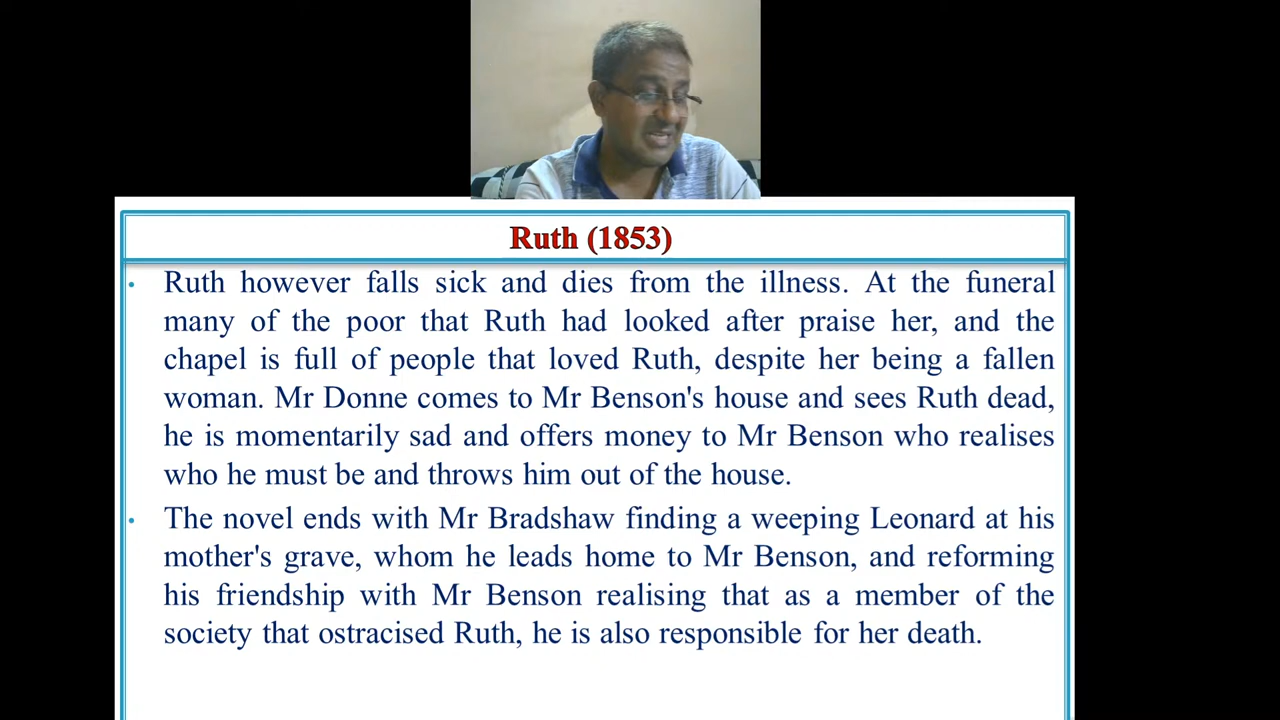 Ruth (1853)
• Ruth however falls sick and dies from the illness. At the funeral
many of the poor that Ruth had looked after praise her, and the
chapel is full of people that loved Ruth, despite her being a fallen
woman. Mr Donne comes to Mr Benson's house and sees Ruth dead,
he is momentarily sad and offers money to Mr Benson who realises
who he must be and throws him out of the house.
• The novel ends with Mr Bradshaw finding a weeping Leonard at his
mother's grave, whom he leads home to Mr Benson, and reforming
his friendship with Mr Benson realising that as a member of the
society that ostracised Ruth, he is also responsible for her death.